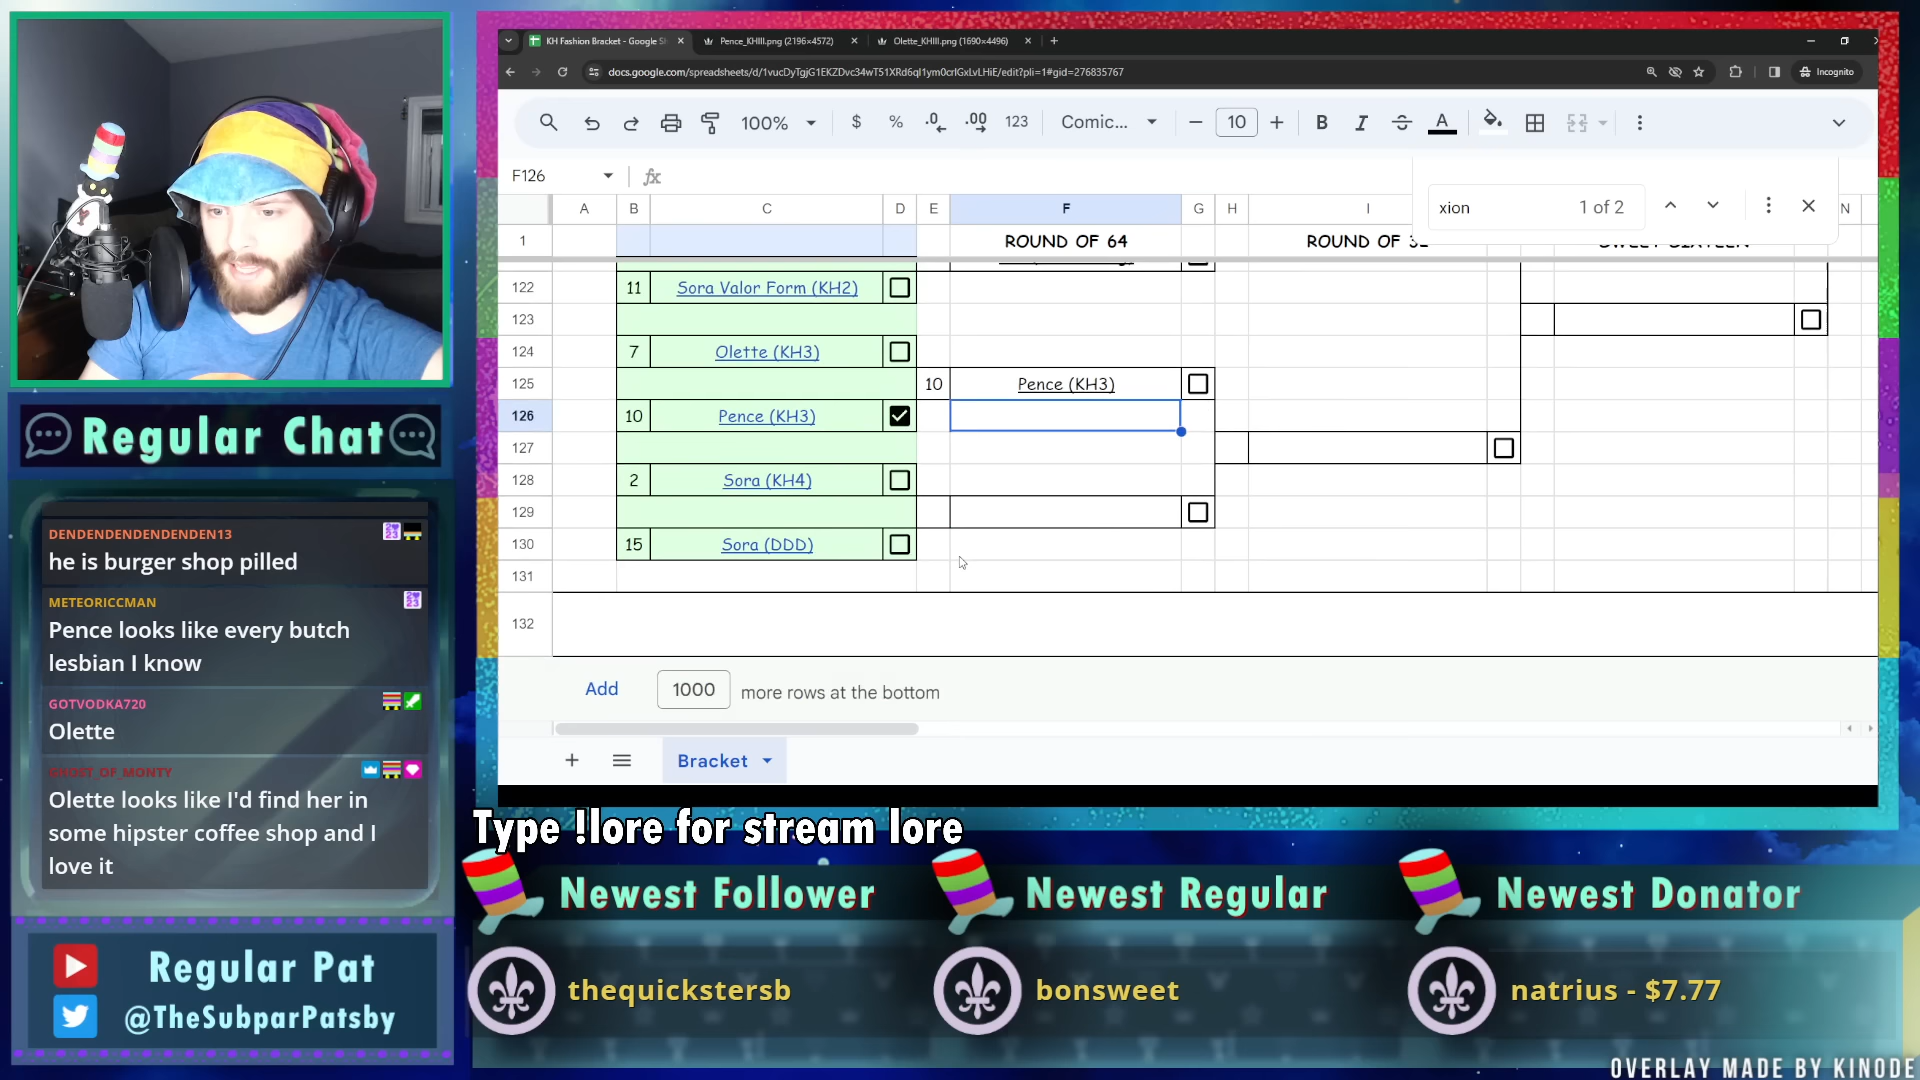 KH Fashion Bracket - Google Sh
Pence_KHIII.png (2196×4572)
Olette_KHIII.png (1690×4496)
docs.google.com/spreadsheets/d/1vucDyTgjG1EKZDvc34wT51XRd6ql1ym0crIGxLvLHiE/edit?pli=1#gid=276835767
Incognito
100%
$ % .0 .00 123
Comic...
10
B I A
F126
fx
xion 1 of 2
A B C D E F G H I N
1 ROUND OF 64
122 11 Sora Valor Form (KH2)
123
124 7 Olette (KH3)
125 10 Pence (KH3)
126 10 Pence (KH3)
127
128 2 Sora (KH4)
129
130 15 Sora (DDD)
131
132
Add 1000 more rows at the bottom
Bracket
Regular Chat
DENDENDENDENDENDEN13
he is burger shop pilled
METEORICCMAN
Pence looks like every butch
lesbian I know
GOTVODKA720
Olette
Olette looks like I'd find her in
some hipster coffee shop and I
love it
Regular Pat
@TheSubparPatsby
Type !lore for stream lore
Newest Follower
thequickstersb
Newest Regular
bonsweet
Newest Donator
natrius - $7.77
OVERLAY MADE BY KINODE